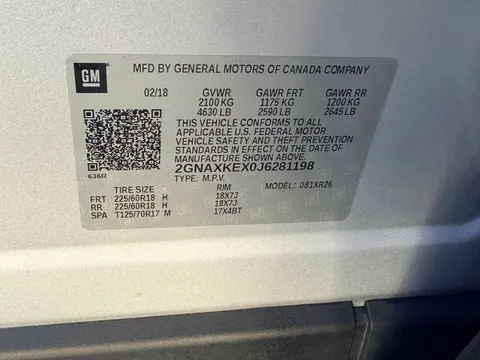 GM
MFD BY GENERAL MOTORS OF CANADA COMPANY
02/18 GVWR GAWR FRT GAWR RR
2100 KG 1175 KG 1200 KG
4630 LB 2590 LB 2645 LB
THIS VEHICLE CONFORMS TO ALL
APPLICABLE U.S. FEDERAL MOTOR
VEHICLE SAFETY AND THEFT PREVENTION
STANDARDS IN EFFECT ON THE DATE OF
MANUFACTURE SHOWN ABOVE.
2GNAXKEX0J6281198
636R TYPE: M.P.V. MODEL: 081XR26
TIRE SIZE RIM
FRT 225/60R18 H 18X7J
RR 225/60R18 H 18X7J
SPA T125/70R17 M 17X4BT